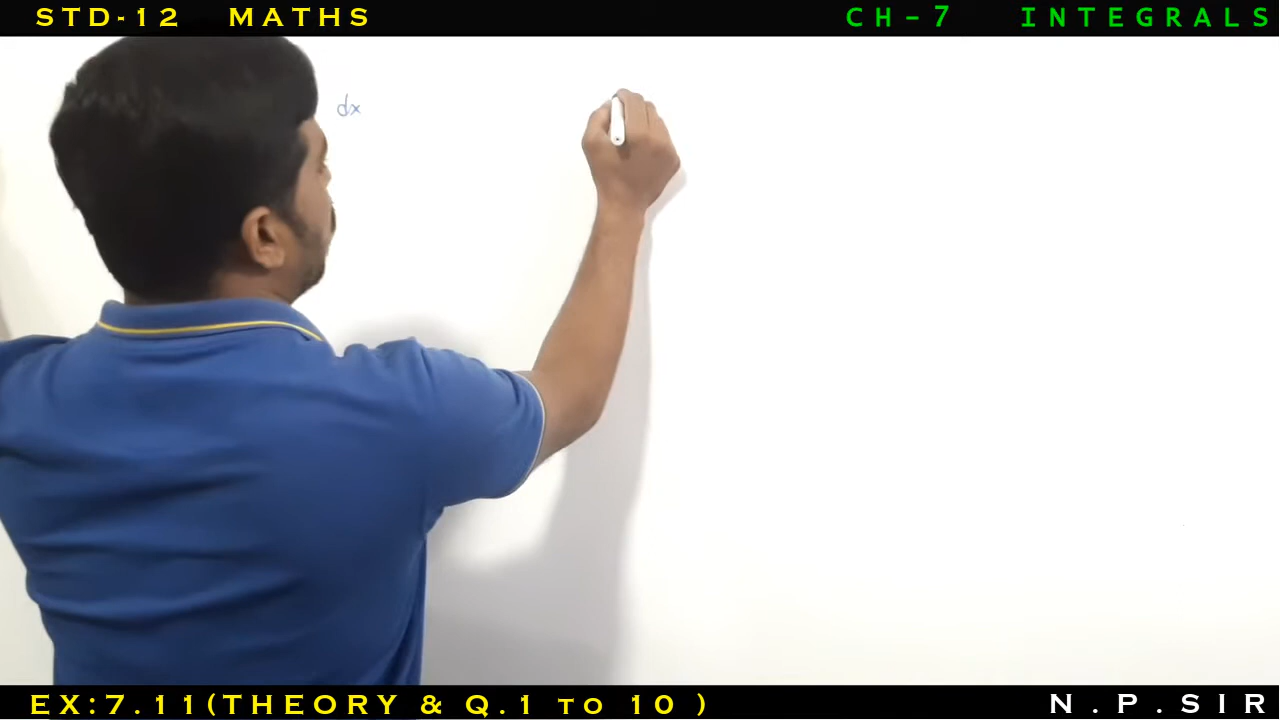 STD-12 MATHS CH-7 INTEGRALS
dx
EX:7.11(THEORY & Q.1 TO 10 ) N.P.SIR